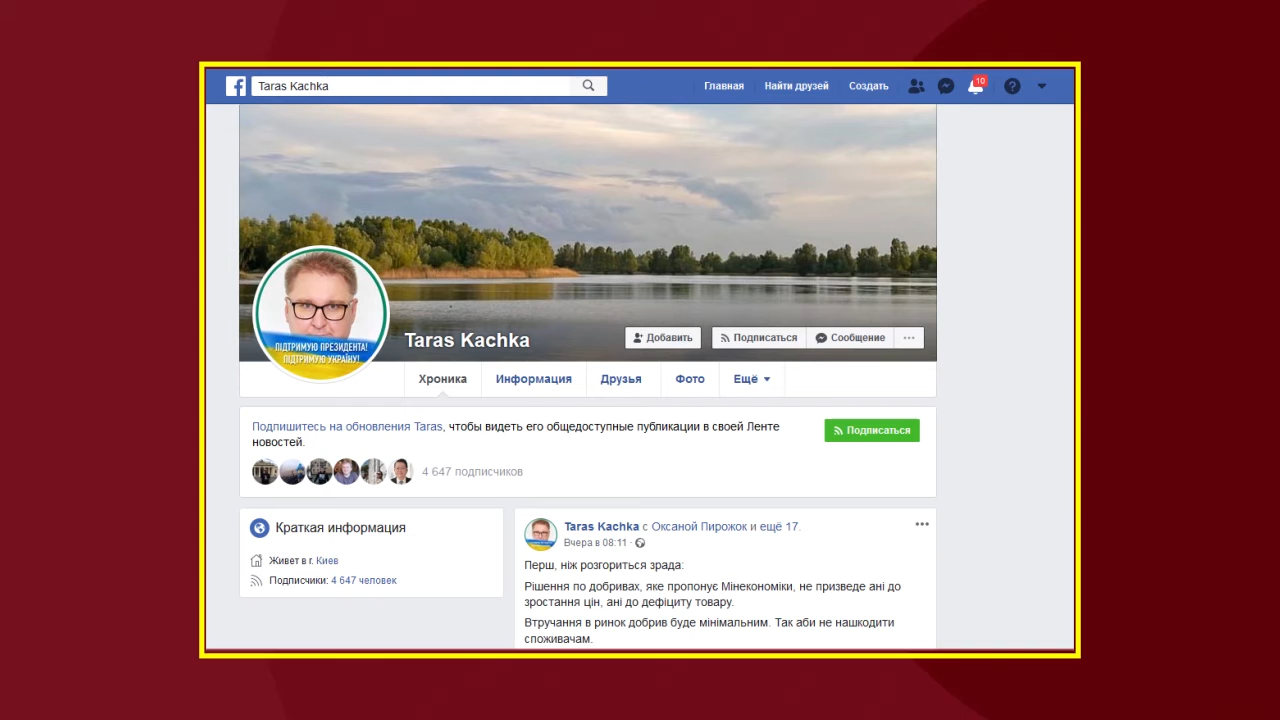 Taras Kachka
Главная
Найти друзей
Создать
10
ПІДТРИМУЮ ПРЕЗИДЕНТА!
ПІДТРИМУЮ УКРАЇНУ!
Taras Kachka
Добавить
Подписаться
Сообщение
Хроника
Информация
Друзья
Фото
Ещё
Подпишитесь на обновления Taras, чтобы видеть его общедоступные публикации в своей Ленте
новостей.
Подписаться
4 647 подписчиков
Краткая информация
Живет в г. Киев
Подписчики: 4 647 человек
Taras Kachka с Оксаной Пирожок и ещё 17.
Вчера в 08:11 ·
Перш, ніж розгориться зрада:
Рішення по добривах, яке пропонує Мінекономіки, не призведе ані до
зростання цін, ані до дефіциту товару.
Втручання в ринок добрив буде мінімальним. Так аби не нашкодити
споживачам.